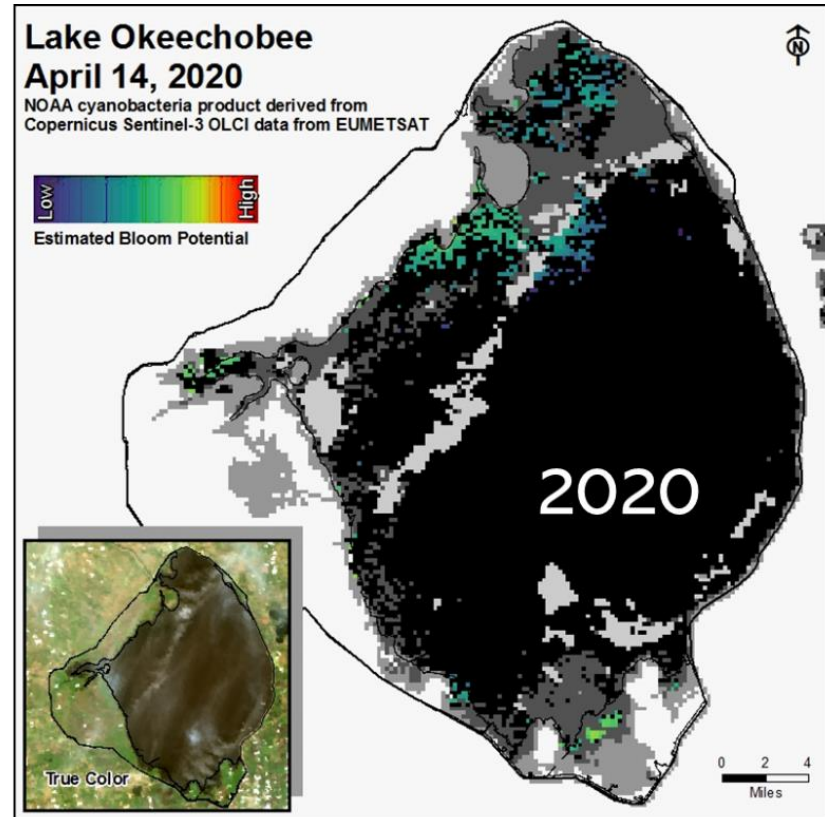 Lake Okeechobee
April 14, 2020
NOAA cyanobacteria product derived from
Copernicus Sentinel-3 OLCI data from EUMETSAT
N
Low
High
Estimated Bloom Potential
2020
True Color
0 2 4
Miles